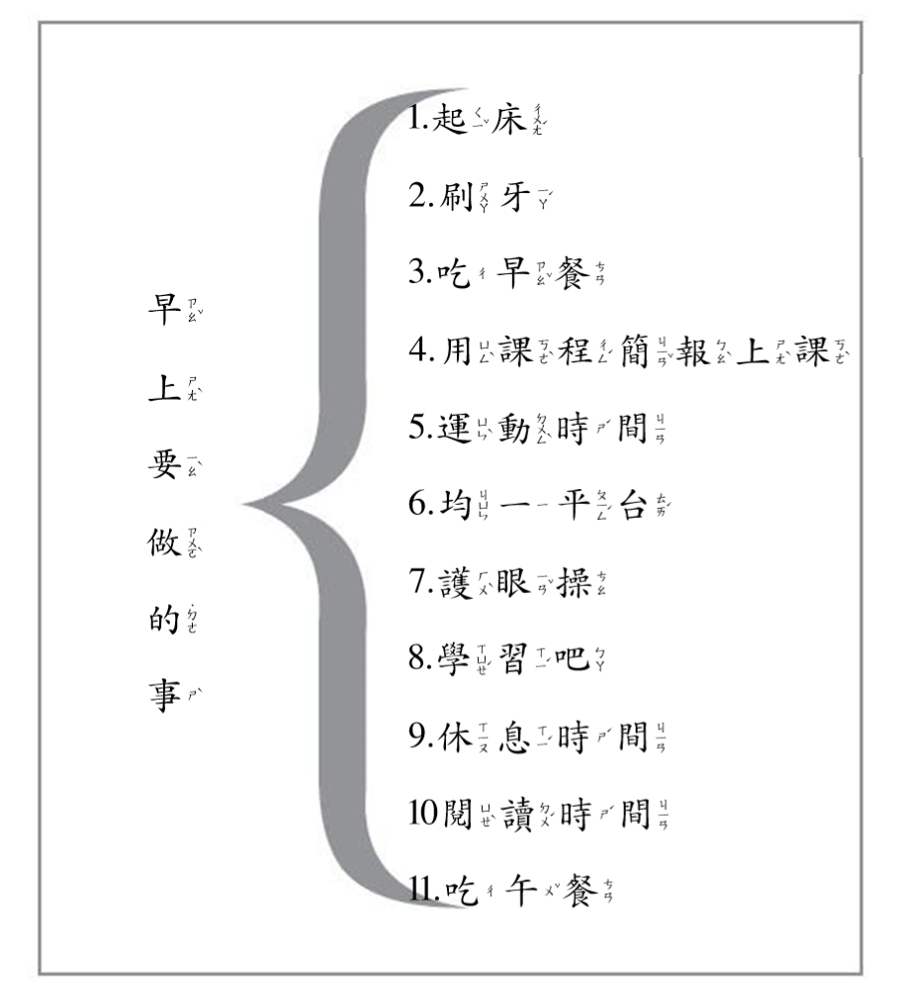 早上要做的事
1.起床
2.刷牙
3.吃早餐
4.用課程簡報上課
5.運動時間
6.均一平台
7.護眼操
8.學習吧
9.休息時間
10閱讀時間
11.吃午餐